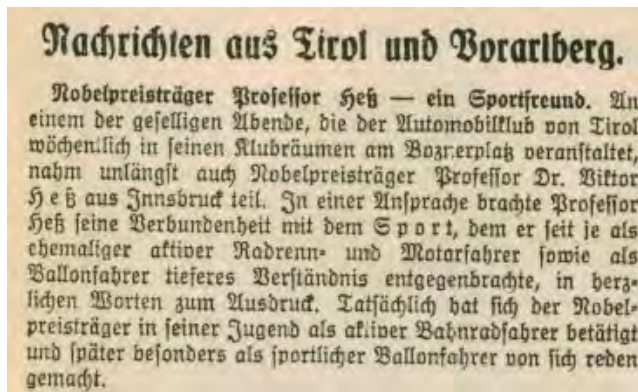 Nachrichten aus Tirol und Vorarlberg.
Nobelpreisträger Professor Heß — ein Sportfreund. An
einem der geselligen Abende, die der Automobilklub von Tirol
wöchentlich in seinen Klubräumen am Boznerplatz veranstaltet,
nahm unlängst auch Nobelpreisträger Professor Dr. Viktor
Heß aus Innsbruck teil. In einer Ansprache brachte Professor
Heß seine Verbundenheit mit dem Sport, dem er seit je als
ehemaliger aktiver Radrenn- und Motorfahrer sowie als
Ballonfahrer tieferes Verständnis entgegenbrachte, in herz-
lichen Worten zum Ausdruck. Tatsächlich hat sich der Nobel-
preisträger in seiner Jugend als aktiver Bahnradfahrer betätigt
und später besonders als sportlicher Ballonfahrer von sich reden
gemacht.